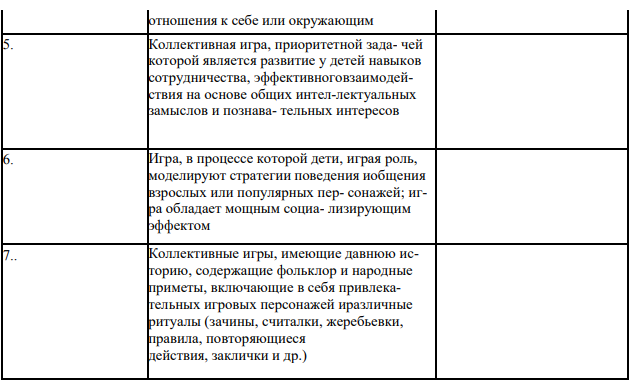 отношения к себе или окружающим
5.
Коллективная игра, приоритетной зада- чей
которой является развитие у детей навыков
сотрудничества, эффективноговзаимодей-
ствия на основе общих интел-лектуальных
замыслов и познава- тельных интересов
6.
Игра, в процессе которой дети, играя роль,
моделируют стратегии поведения иобщения
взрослых или популярных пер- сонажей; иг-
ра обладает мощным социа- лизирующим
эффектом
7..
Коллективные игры, имеющие давнюю ис-
торию, содержащие фольклор и народные
приметы, включающие в себя привлека-
тельных игровых персонажей иразличные
ритуалы (зачины, считалки, жеребьевки,
правила, повторяющиеся
действия, заклички и др.)